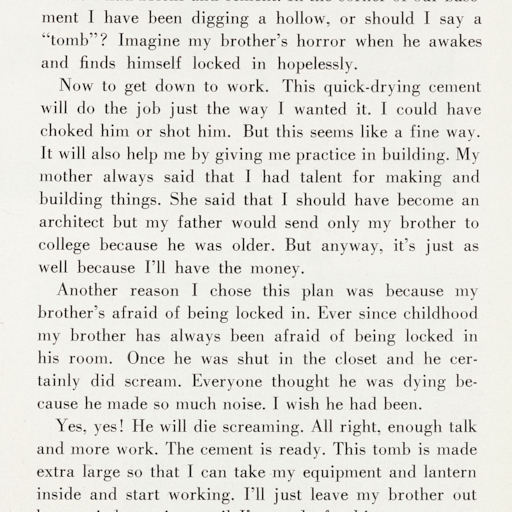 ment I have been digging a hollow, or should I say a
"tomb"? Imagine my brother's horror when he awakes
and finds himself locked in hopelessly.
Now to get down to work. This quick-drying cement
will do the job just the way I wanted it. I could have
choked him or shot him. But this seems like a fine way.
It will also help me by giving me practice in building. My
mother always said that I had talent for making and
building things. She said that I should have become an
architect but my father would send only my brother to
college because he was older. But anyway, it's just as
well because I'll have the money.
Another reason I chose this plan was because my
brother's afraid of being locked in. Ever since childhood
my brother has always been afraid of being locked in
his room. Once he was shut in the closet and he cer-
tainly did scream. Everyone thought he was dying be-
cause he made so much noise. I wish he had been.
Yes, yes! He will die screaming. All right, enough talk
and more work. The cement is ready. This tomb is made
extra large so that I can take my equipment and lantern
inside and start working. I'll just leave my brother out